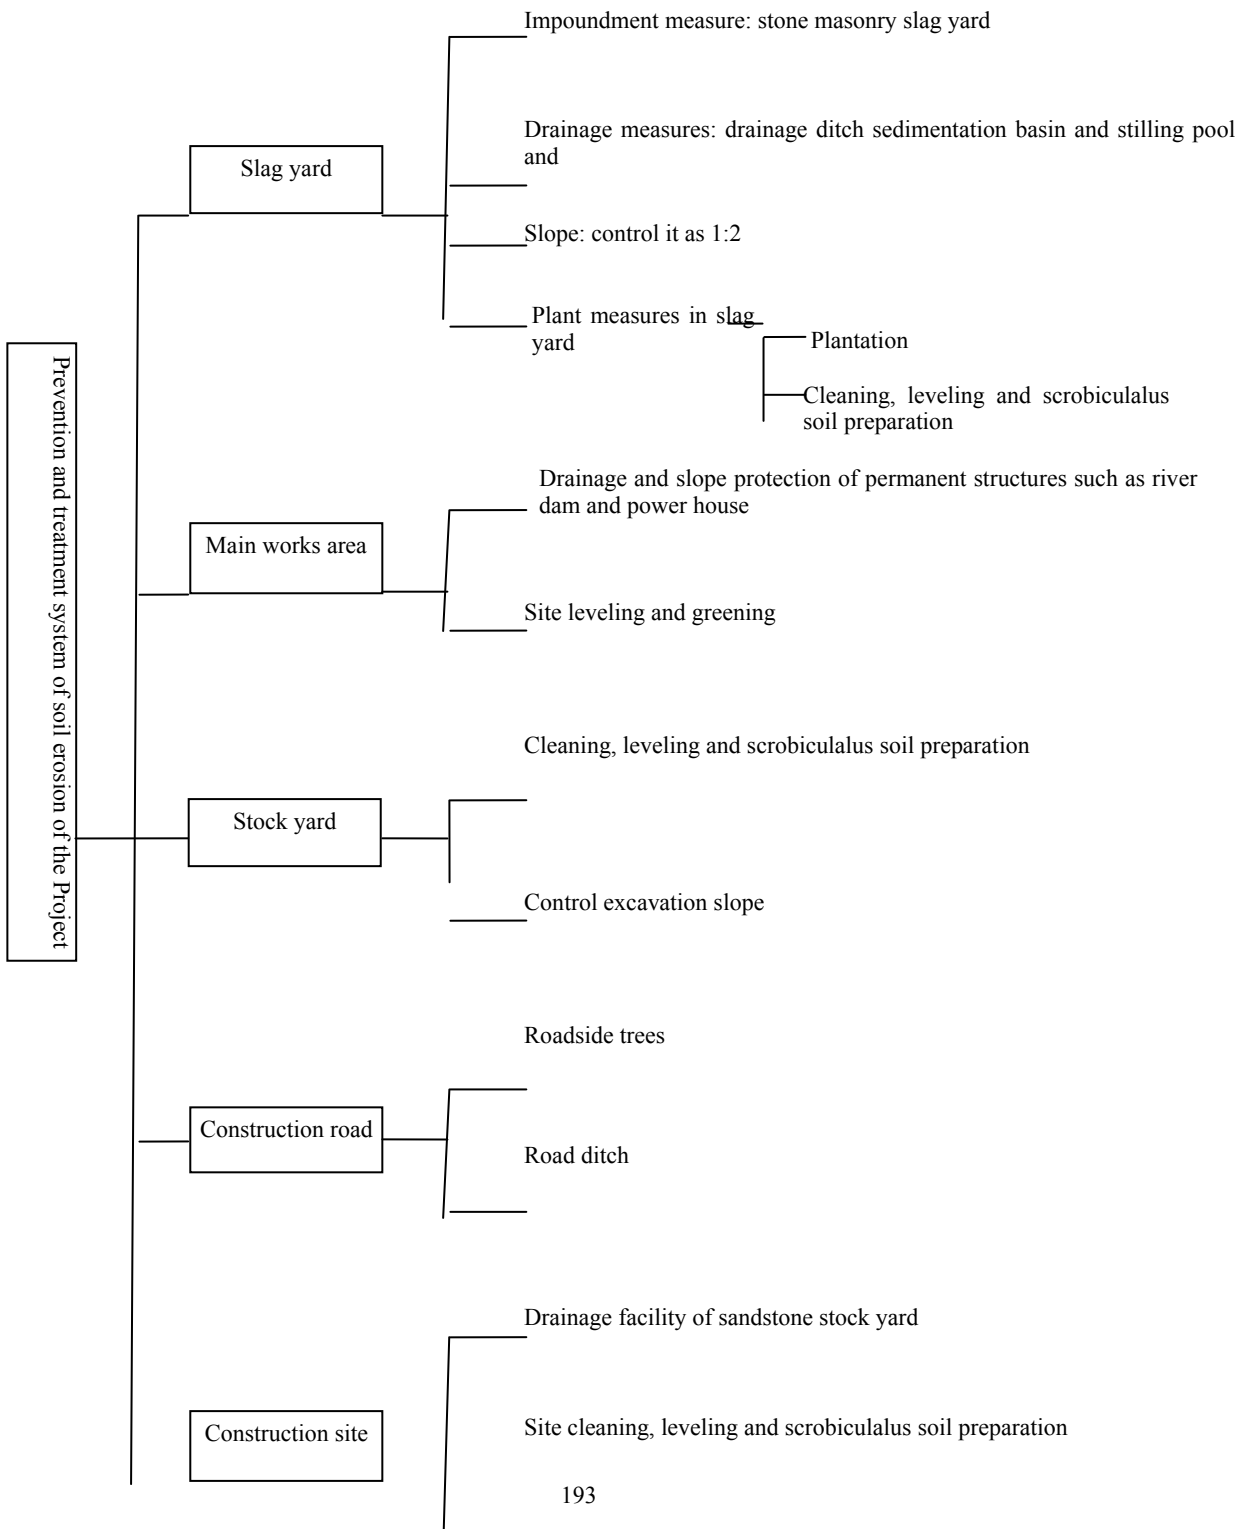 Impoundment measure: stone masonry slag yard
Drainage measures: drainage ditch sedimentation basin and stilling pool
and
Slag yard
Slope: control it as 1:2
Plant measures in slag
yard
Plantation
Cleaning, leveling and scrobiculalus
soil preparation
Prevention and treatment system of soil erosion of the Project
Drainage and slope protection of permanent structures such as river
dam and power house
Main works area
Site leveling and greening
Cleaning, leveling and scrobiculalus soil preparation
Stock yard
Control excavation slope
Roadside trees
Construction road
Road ditch
Drainage facility of sandstone stock yard
Construction site
Site cleaning, leveling and scrobiculalus soil preparation
193